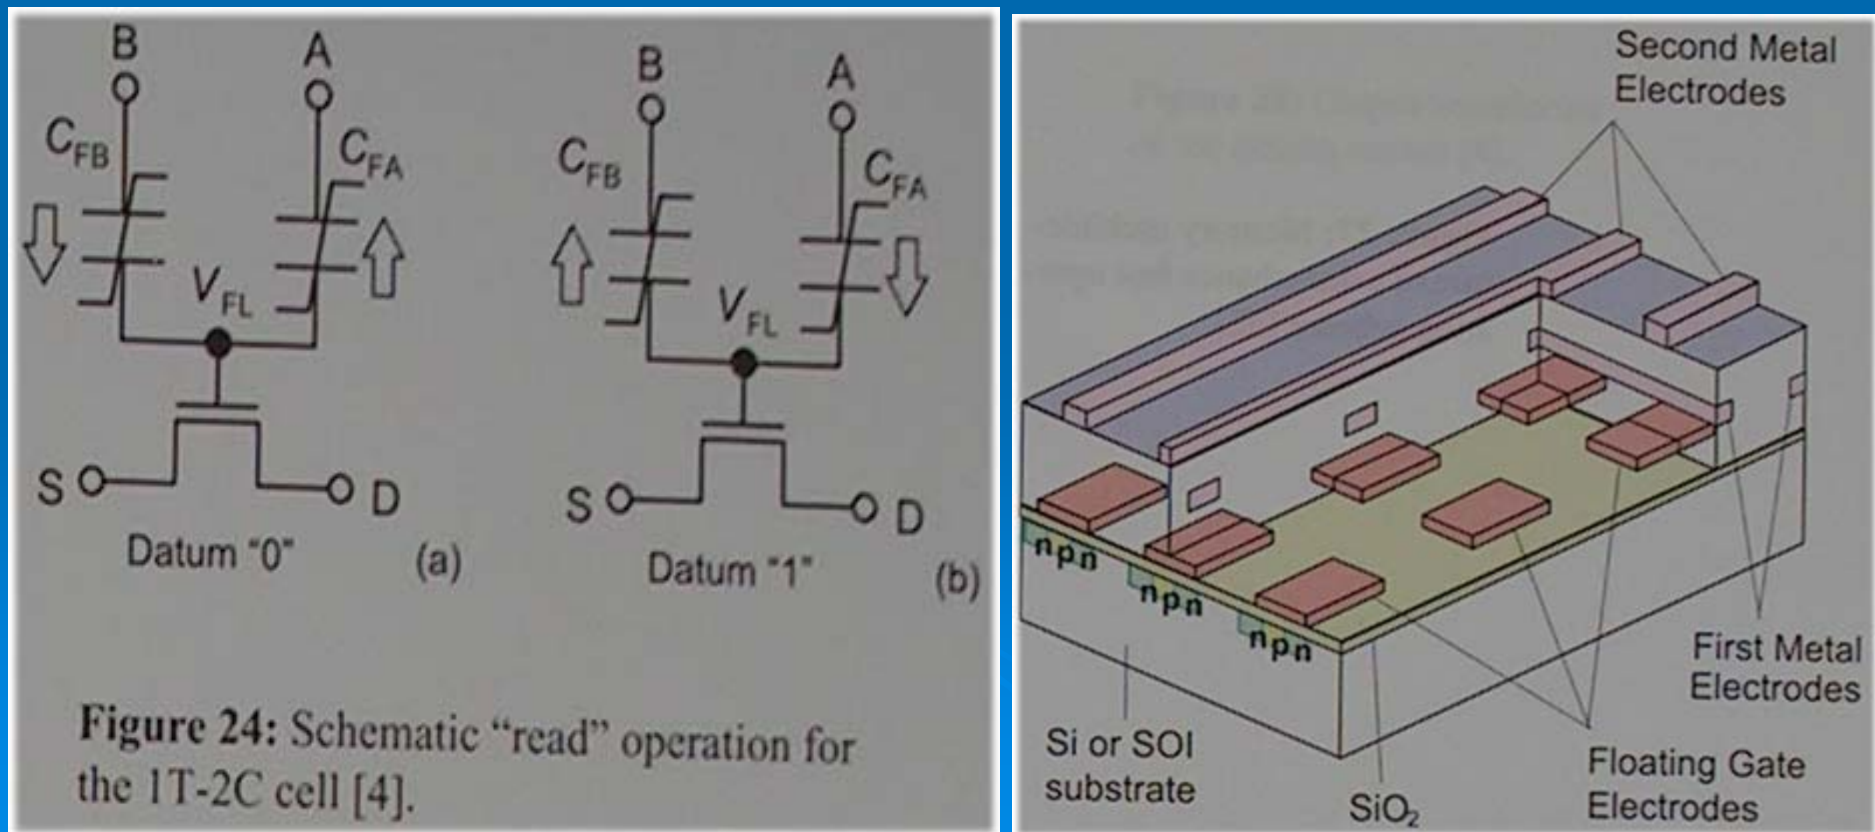 B
A
C_FB
C_FA
V_FL
S
D
Datum "0"
(a)
B
A
C_FB
C_FA
V_FL
S
D
Datum "1"
(b)
Figure 24: Schematic "read" operation for
the 1T-2C cell [4].
Second Metal
Electrodes
npn
npn
npn
First Metal
Electrodes
Si or SOI
substrate
SiO₂
Floating Gate
Electrodes